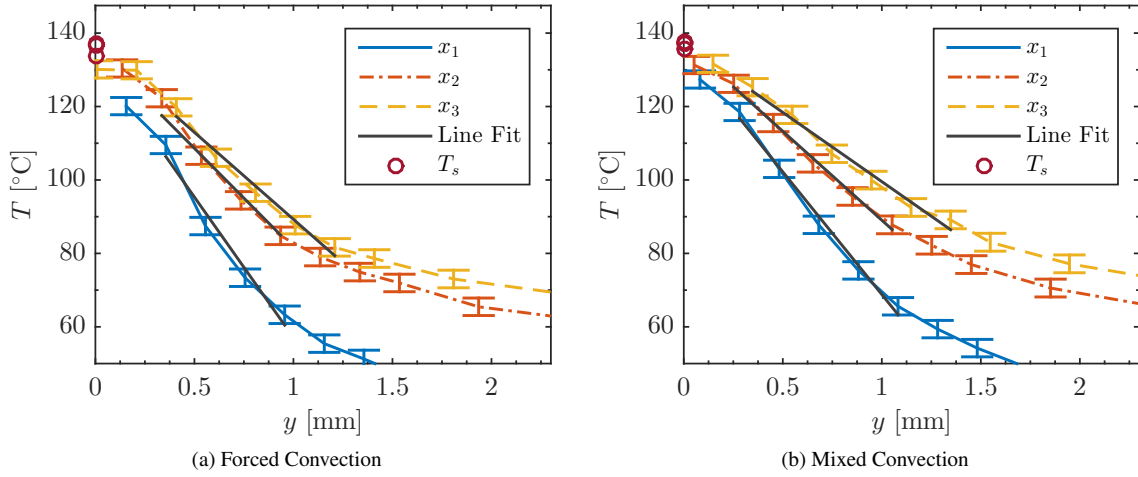 140
120
100
80
60
T [°C]
0
0.5
1
1.5
2
y [mm]
x₁
x₂
x₃
Line Fit
Tₛ
(a) Forced Convection
140
120
100
80
60
T [°C]
0
0.5
1
1.5
2
y [mm]
x₁
x₂
x₃
Line Fit
Tₛ
(b) Mixed Convection